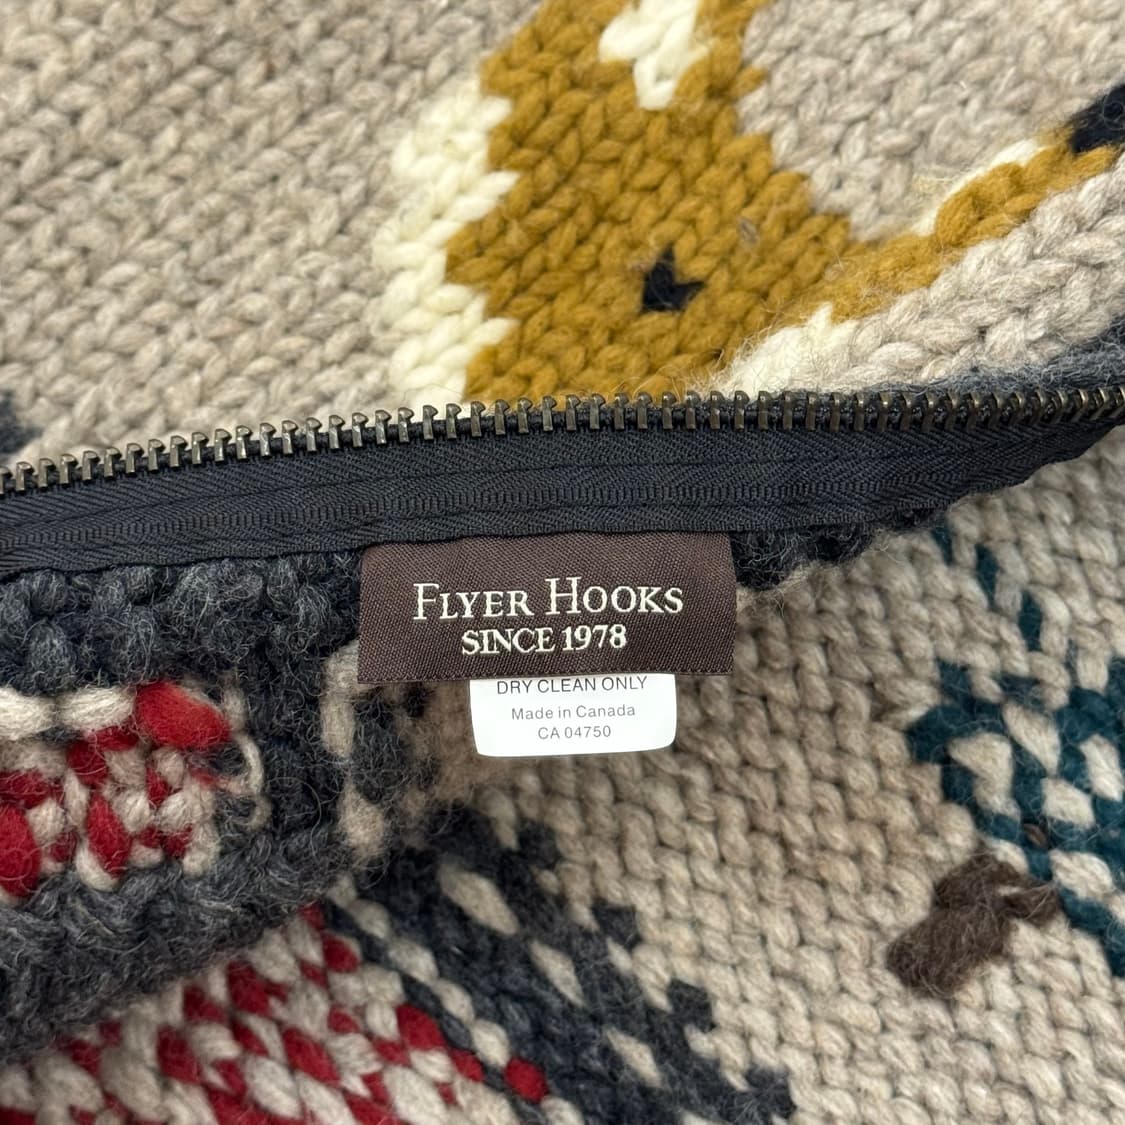 FLYER HOOKS
SINCE 1978
DRY CLEAN ONLY
Made in Canada
CA 04750